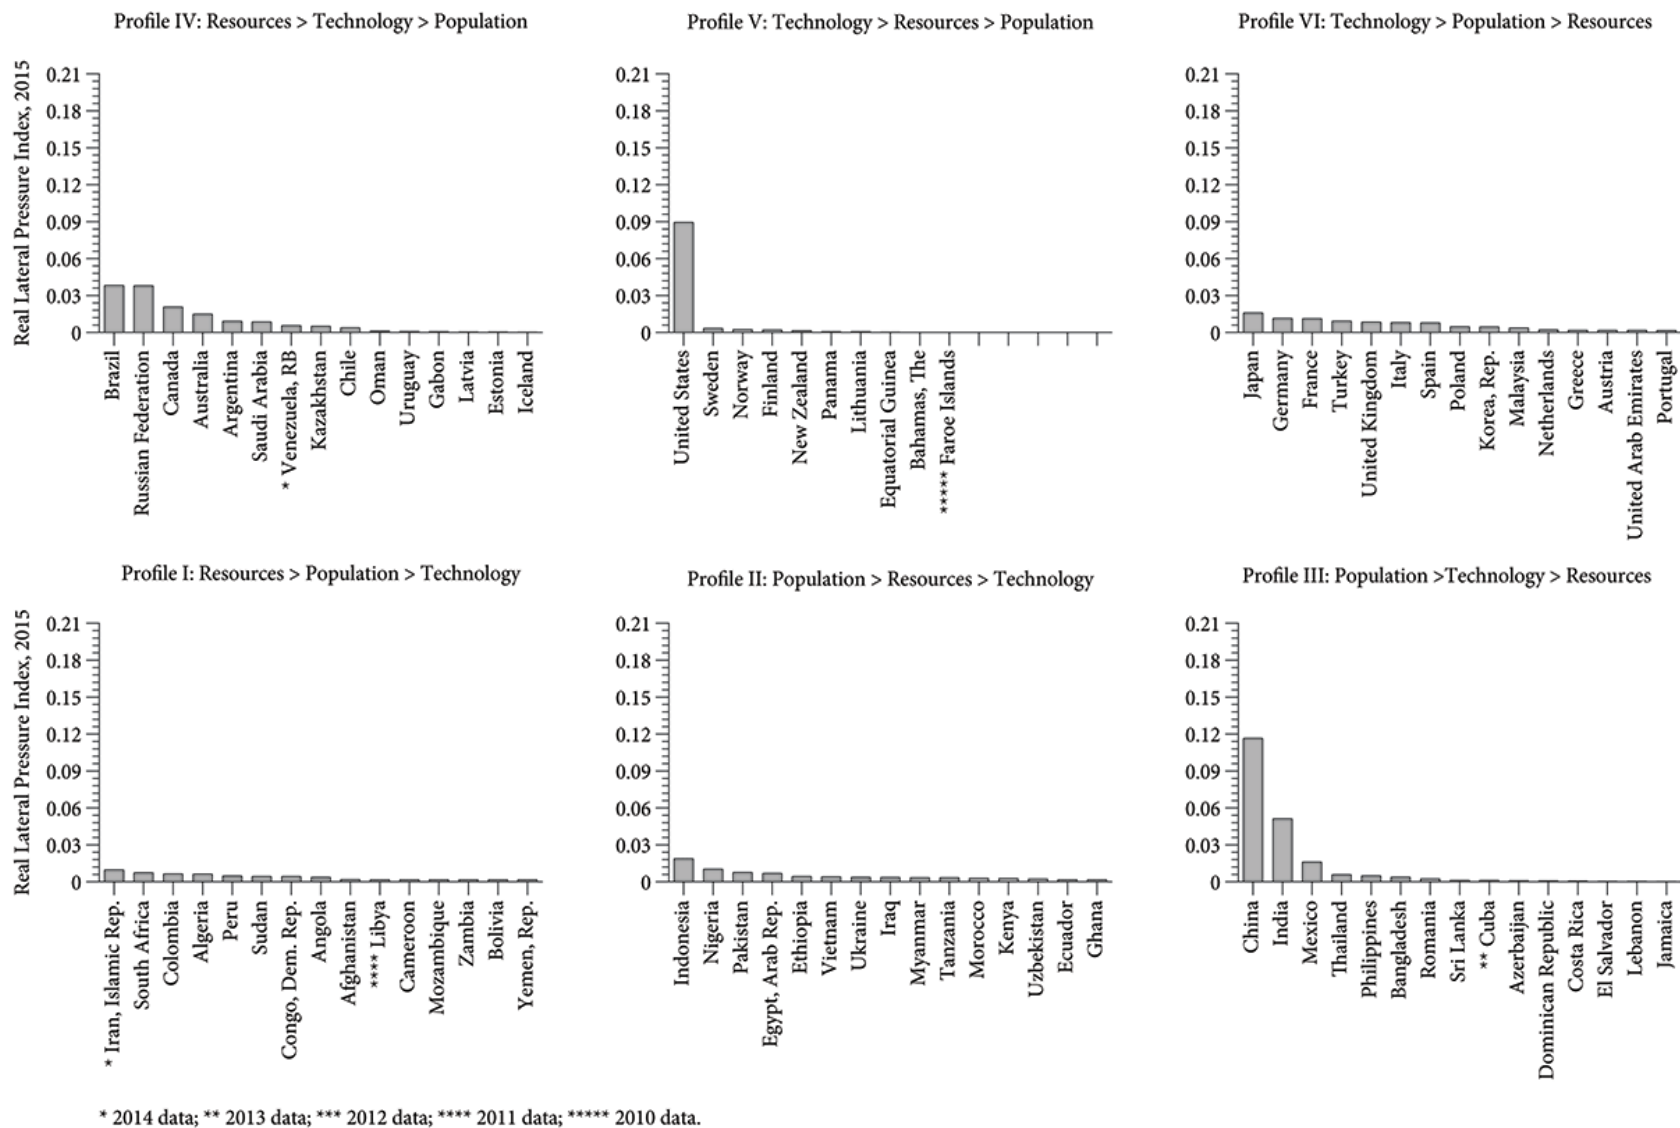 Profile IV: Resources > Technology > Population
Real Lateral Pressure Index, 2015
0.21
0.18
0.15
0.12
0.09
0.06
0.03
0
Brazil
Russian Federation
Canada
Australia
Argentina
Saudi Arabia
* Venezuela, RB
Kazakhstan
Chile
Oman
Uruguay
Gabon
Latvia
Estonia
Iceland
Profile V: Technology > Resources > Population
0.21
0.18
0.15
0.12
0.09
0.06
0.03
0
United States
Sweden
Norway
Finland
New Zealand
Panama
Lithuania
Equatorial Guinea
Bahamas, The
***** Faroe Islands
Profile VI: Technology > Population > Resources
0.21
0.18
0.15
0.12
0.09
0.06
0.03
0
Japan
Germany
France
Turkey
United Kingdom
Italy
Spain
Poland
Korea, Rep.
Malaysia
Netherlands
Greece
Austria
United Arab Emirates
Portugal
Profile I: Resources > Population > Technology
Real Lateral Pressure Index, 2015
0.21
0.18
0.15
0.12
0.09
0.06
0.03
0
* Iran, Islamic Rep.
South Africa
Colombia
Algeria
Peru
Sudan
Congo, Dem. Rep.
Angola
Afghanistan
**** Libya
Cameroon
Mozambique
Zambia
Bolivia
Yemen, Rep.
Profile II: Population > Resources > Technology
0.21
0.18
0.15
0.12
0.09
0.06
0.03
0
Indonesia
Nigeria
Pakistan
Egypt, Arab Rep.
Ethiopia
Vietnam
Ukraine
Iraq
Myanmar
Tanzania
Morocco
Kenya
Uzbekistan
Ecuador
Ghana
Profile III: Population >Technology > Resources
0.21
0.18
0.15
0.12
0.09
0.06
0.03
0
China
India
Mexico
Thailand
Philippines
Bangladesh
Romania
Sri Lanka
** Cuba
Azerbaijan
Dominican Republic
Costa Rica
El Salvador
Lebanon
Jamaica
* 2014 data; ** 2013 data; *** 2012 data; **** 2011 data; ***** 2010 data.